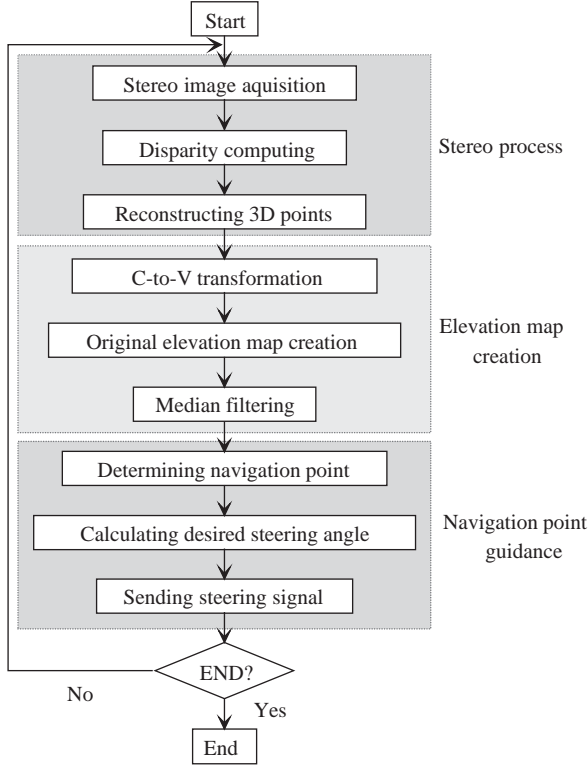 Start
Stereo image aquisition
Disparity computing
Stereo process
Reconstructing 3D points
C-to-V transformation
Original elevation map creation
Elevation map
creation
Median filtering
Determining navigation point
Calculating desired steering angle
Navigation point
guidance
Sending steering signal
END?
No
Yes
End